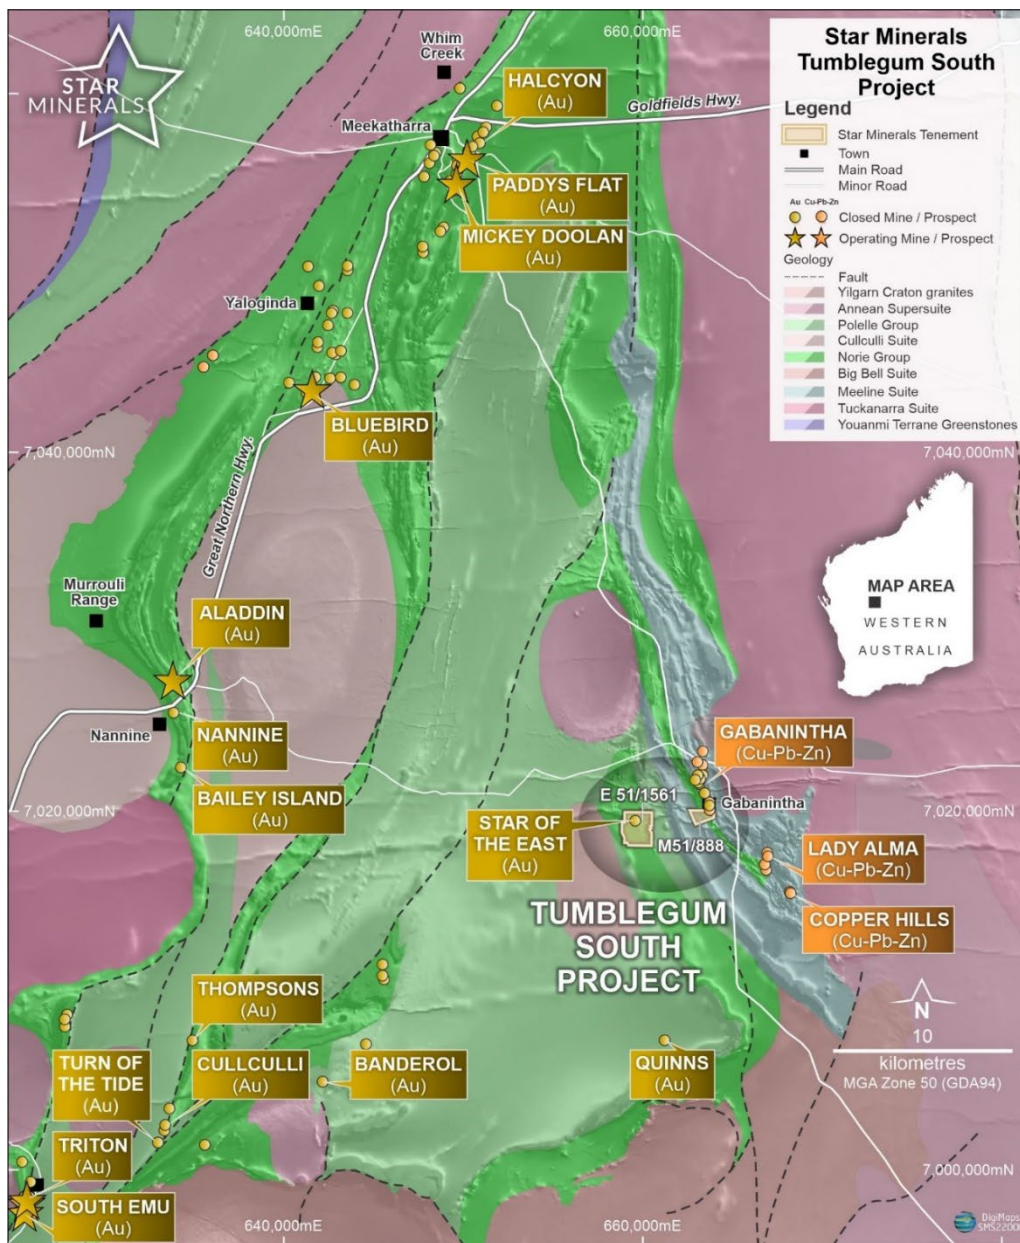 640,000mE
660,000mE
STAR
MINERALS
Whim
Creek
HALCYON
(Au)
Goldfields Hwy.
Meekatharra
PADDYS FLAT
(Au)
MICKEY DOOLAN
(Au)
Yaloginda
BLUEBIRD
(Au)
Star Minerals
Tumblegum South
Project
Legend
Star Minerals Tenement
Town
Main Road
Minor Road
Au Cu-Pb-Zn
Closed Mine / Prospect
Operating Mine / Prospect
Geology
Fault
Yilgarn Craton granites
Annean Supersuite
Polelle Group
Cullculli Suite
Norie Group
Big Bell Suite
Meeline Suite
Tuckanarra Suite
Youanmi Terrane Greenstones
7,040,000mN
7,040,000mN
Great Northern Hwy.
Murrouli
Range
ALADDIN
(Au)
MAP AREA
WESTERN
AUSTRALIA
Nannine
NANNINE
(Au)
BAILEY ISLAND
(Au)
GABANINTHA
(Cu-Pb-Zn)
7,020,000mN
7,020,000mN
E 51/1561
Gabanintha
STAR OF
THE EAST
(Au)
M51/888
LADY ALMA
(Cu-Pb-Zn)
COPPER HILLS
(Cu-Pb-Zn)
TUMBLEGUM
SOUTH
PROJECT
THOMPSONS
(Au)
N
10
kilometres
MGA Zone 50 (GDA94)
TURN OF
THE TIDE
(Au)
CULLCULLI
(Au)
BANDEROL
(Au)
QUINNS
(Au)
TRITON
(Au)
7,000,000mN
SOUTH EMU
(Au)
640,000mE
660,000mE
DigiMaps